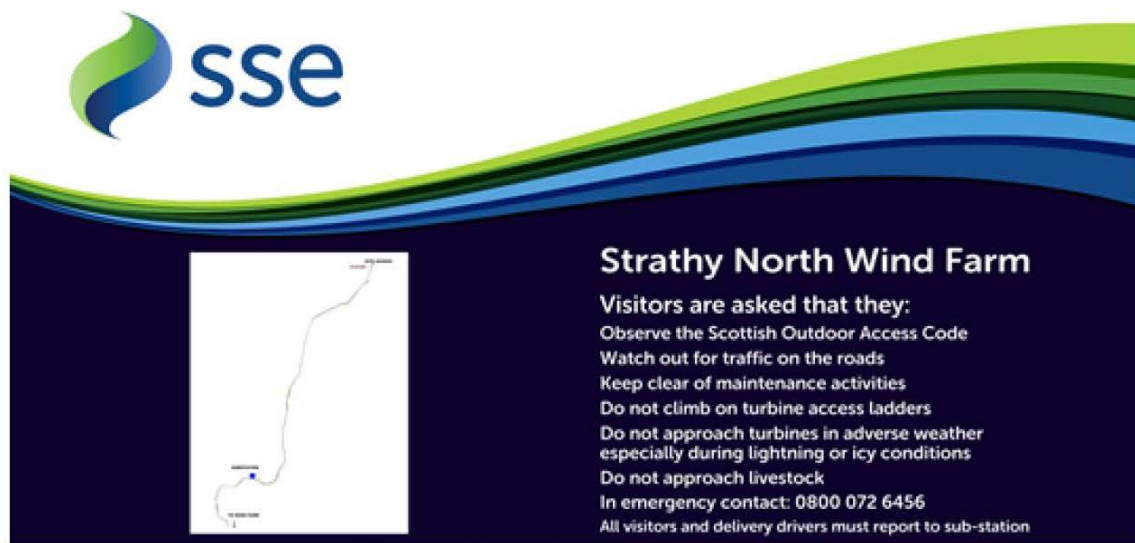 sse
Strathy North Wind Farm
Visitors are asked that they:
Observe the Scottish Outdoor Access Code
Watch out for traffic on the roads
Keep clear of maintenance activities
Do not climb on turbine access ladders
Do not approach turbines in adverse weather
especially during lightning or icy conditions
Do not approach livestock
In emergency contact: 0800 072 6456
All visitors and delivery drivers must report to sub-station